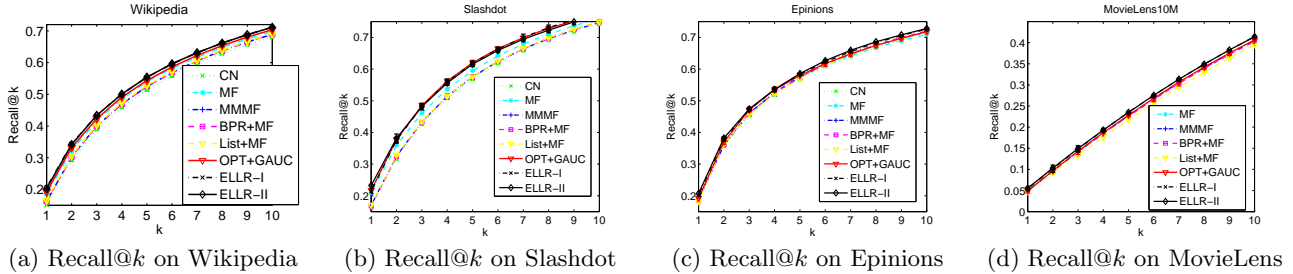 Wikipedia
Recall@k
0.7
0.6
0.5
0.4
0.3
0.2
1 2 3 4 5 6 7 8 9 10
k
CN
MF
MMMF
BPR+MF
List+MF
OPT+GAUC
ELLR-I
ELLR-II
(a) Recall@k on Wikipedia
Slashdot
Recall@k
0.7
0.6
0.5
0.4
0.3
0.2
1 2 3 4 5 6 7 8 9 10
k
CN
MF
MMMF
BPR+MF
List+MF
OPT+GAUC
ELLR-I
ELLR-II
(b) Recall@k on Slashdot
Epinions
Recall@k
0.7
0.6
0.5
0.4
0.3
0.2
1 2 3 4 5 6 7 8 9 10
k
CN
MF
MMMF
BPR+MF
List+MF
OPT+GAUC
ELLR-I
ELLR-II
(c) Recall@k on Epinions
MovieLens10M
Recall@k
0.4
0.35
0.3
0.25
0.2
0.15
0.1
0.05
0
1 2 3 4 5 6 7 8 9 10
k
MF
MMMF
BPR+MF
List+MF
OPT+GAUC
ELLR-I
ELLR-II
(d) Recall@k on MovieLens